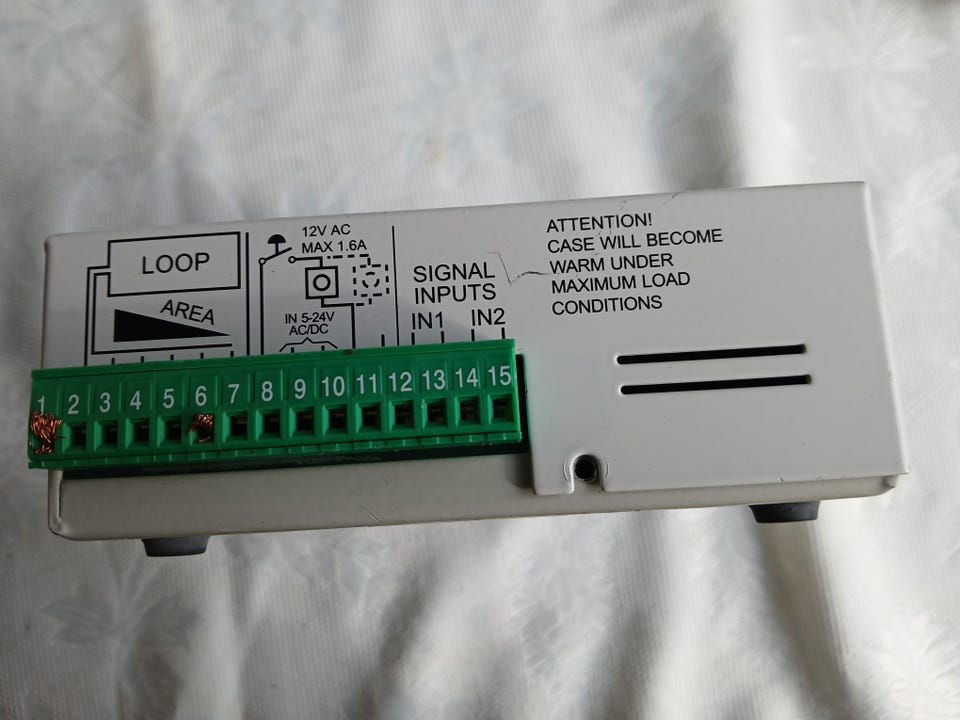 LOOP
AREA
12V AC
MAX 1.6A
IN 5-24V
AC/DC
SIGNAL
INPUTS
IN1 IN2
ATTENTION!
CASE WILL BECOME
WARM UNDER
MAXIMUM LOAD
CONDITIONS
1 2 3 4 5 6 7 8 9 10 11 12 13 14 15